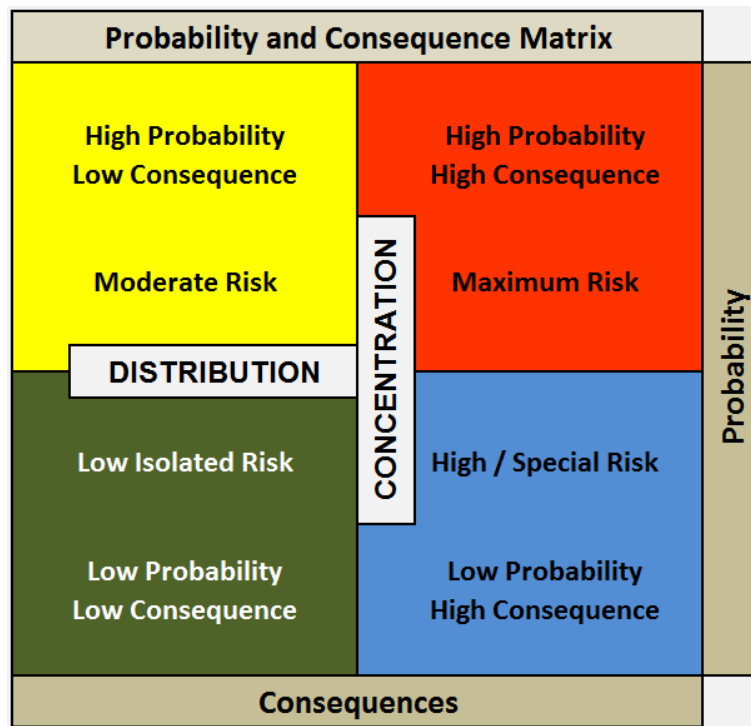 Probability and Consequence Matrix
High Probability
Low Consequence
Moderate Risk
High Probability
High Consequence
Maximum Risk
DISTRIBUTION
CONCENTRATION
Low Isolated Risk
Low Probability
Low Consequence
High / Special Risk
Low Probability
High Consequence
Probability
Consequences